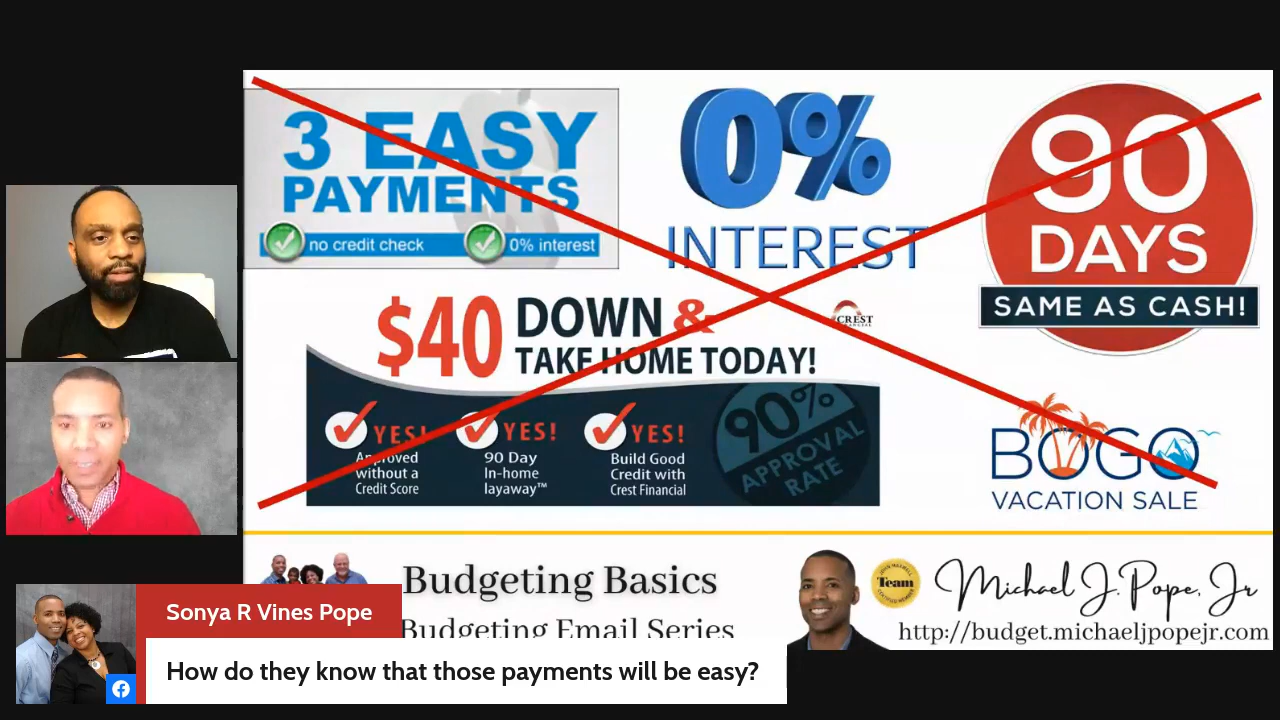 3 EASY
PAYMENTS
no credit check
0% interest
0%
INTEREST
90
DAYS
SAME AS CASH!
$40 DOWN &
TAKE HOME TODAY!
CREST
YES!
Approved
without a
Credit Score
YES!
90 Day
In-home
layaway™
YES!
Build Good
Credit with
Crest Financial
90%
APPROVAL
RATE
BOGO
VACATION SALE
Budgeting Basics
Budgeting Email Series
Team
Michael J. Pope, Jr
http://budget.michaeljpopejr.com
Sonya R Vines Pope
How do they know that those payments will be easy?